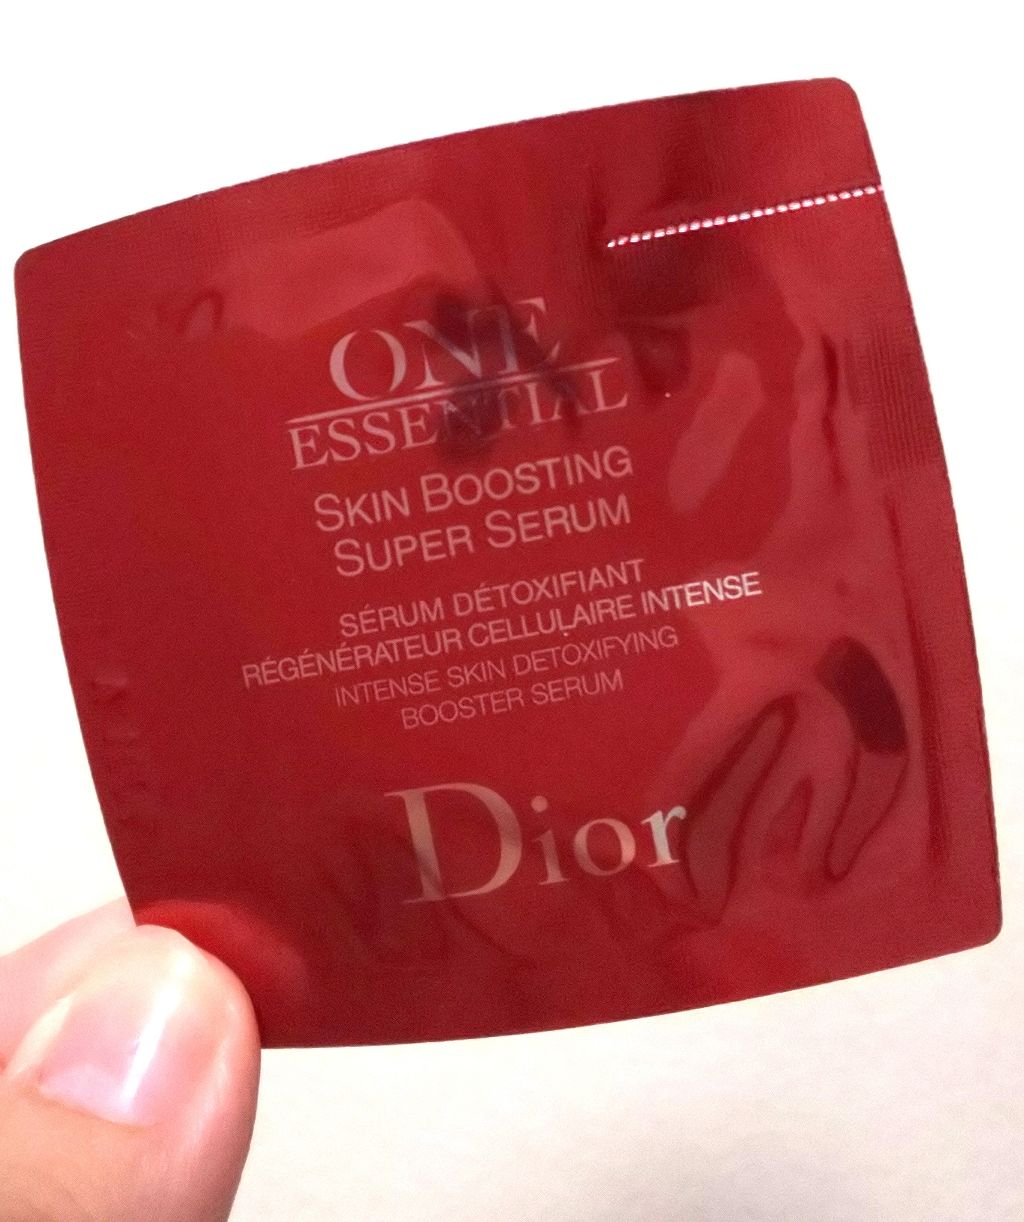 ONE
ESSENTIAL
SKIN BOOSTING
SUPER SERUM
SÉRUM DÉTOXIFIANT
RÉGÉNÉRATEUR CELLULAIRE INTENSE
INTENSE SKIN DETOXIFYING
BOOSTER SERUM
Dior